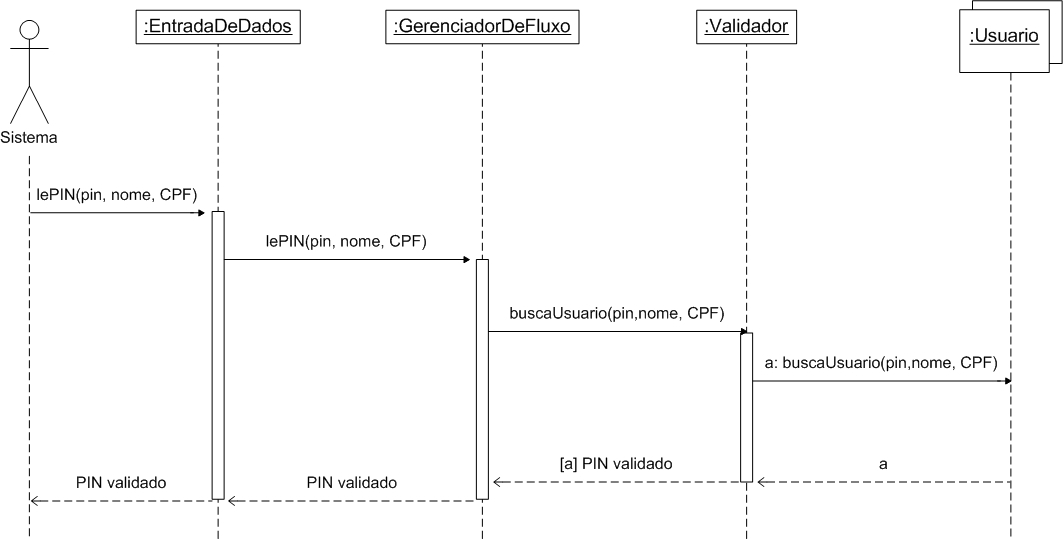 :EntradaDeDados
:GerenciadorDeFluxo
:Validador
:Usuario
Sistema
lePIN(pin, nome, CPF)
lePIN(pin, nome, CPF)
buscaUsuario(pin,nome, CPF)
a: buscaUsuario(pin,nome, CPF)
[a] PIN validado
a
PIN validado
PIN validado